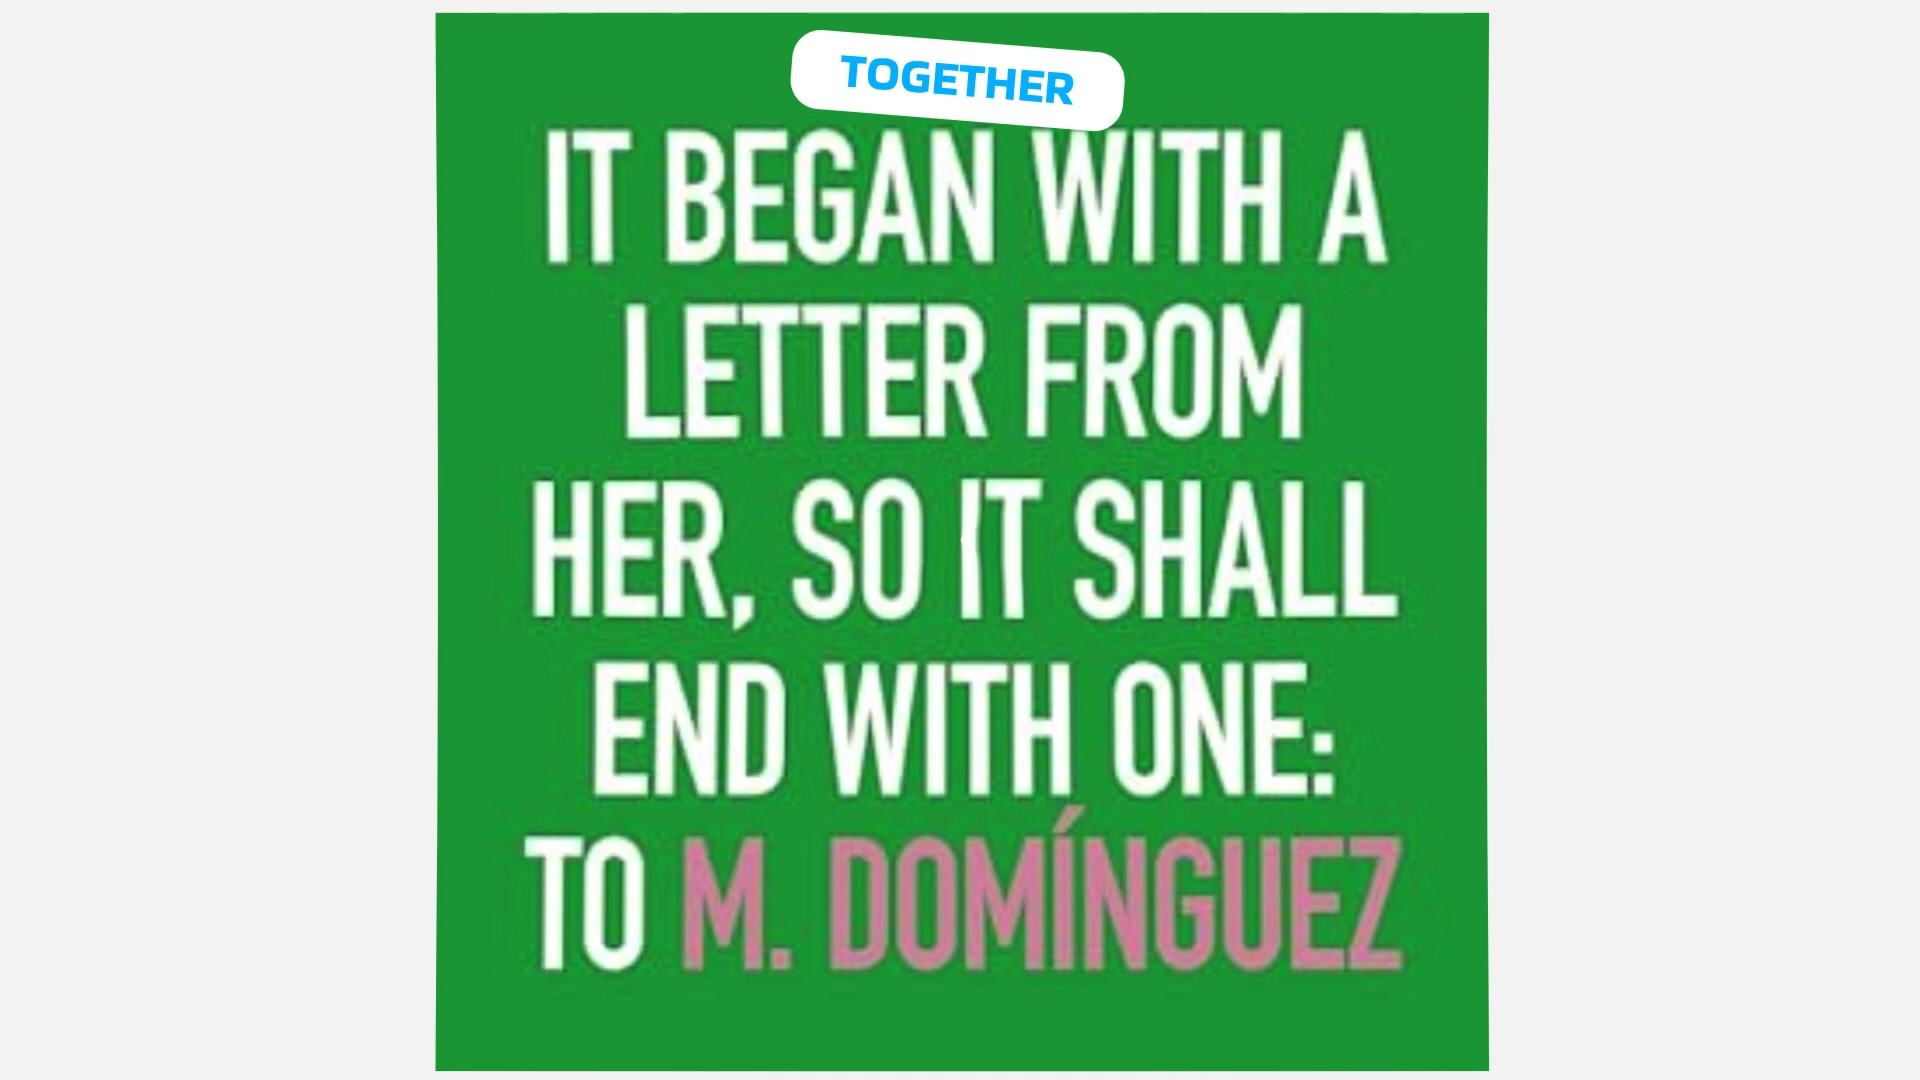 TOGETHER
IT BEGAN WITH A
LETTER FROM
HER, SO IT SHALL
END WITH ONE:
TO M. DOMÍNGUEZ